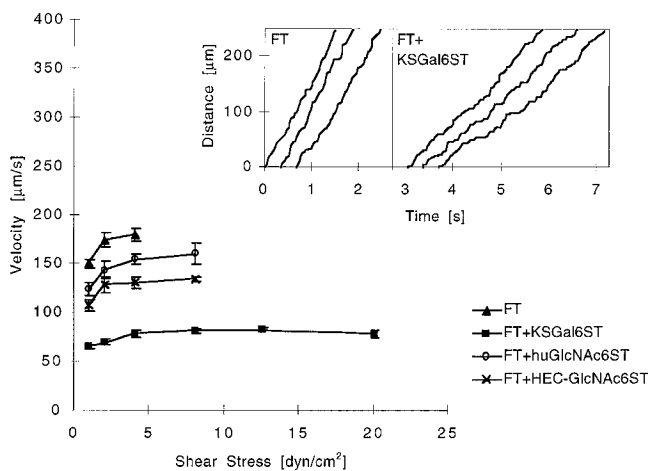 400
350
300
250
200
150
100
50
0
Velocity [µm/s]
0 5 10 15 20 25
Shear Stress [dyn/cm²]
FT
FT+
KSGal6ST
200
100
0
Distance [µm]
0 1 2 3 4 5 6 7
Time [s]
FT
FT+KSGal6ST
FT+huGlcNAc6ST
FT+HEC-GlcNAc6ST